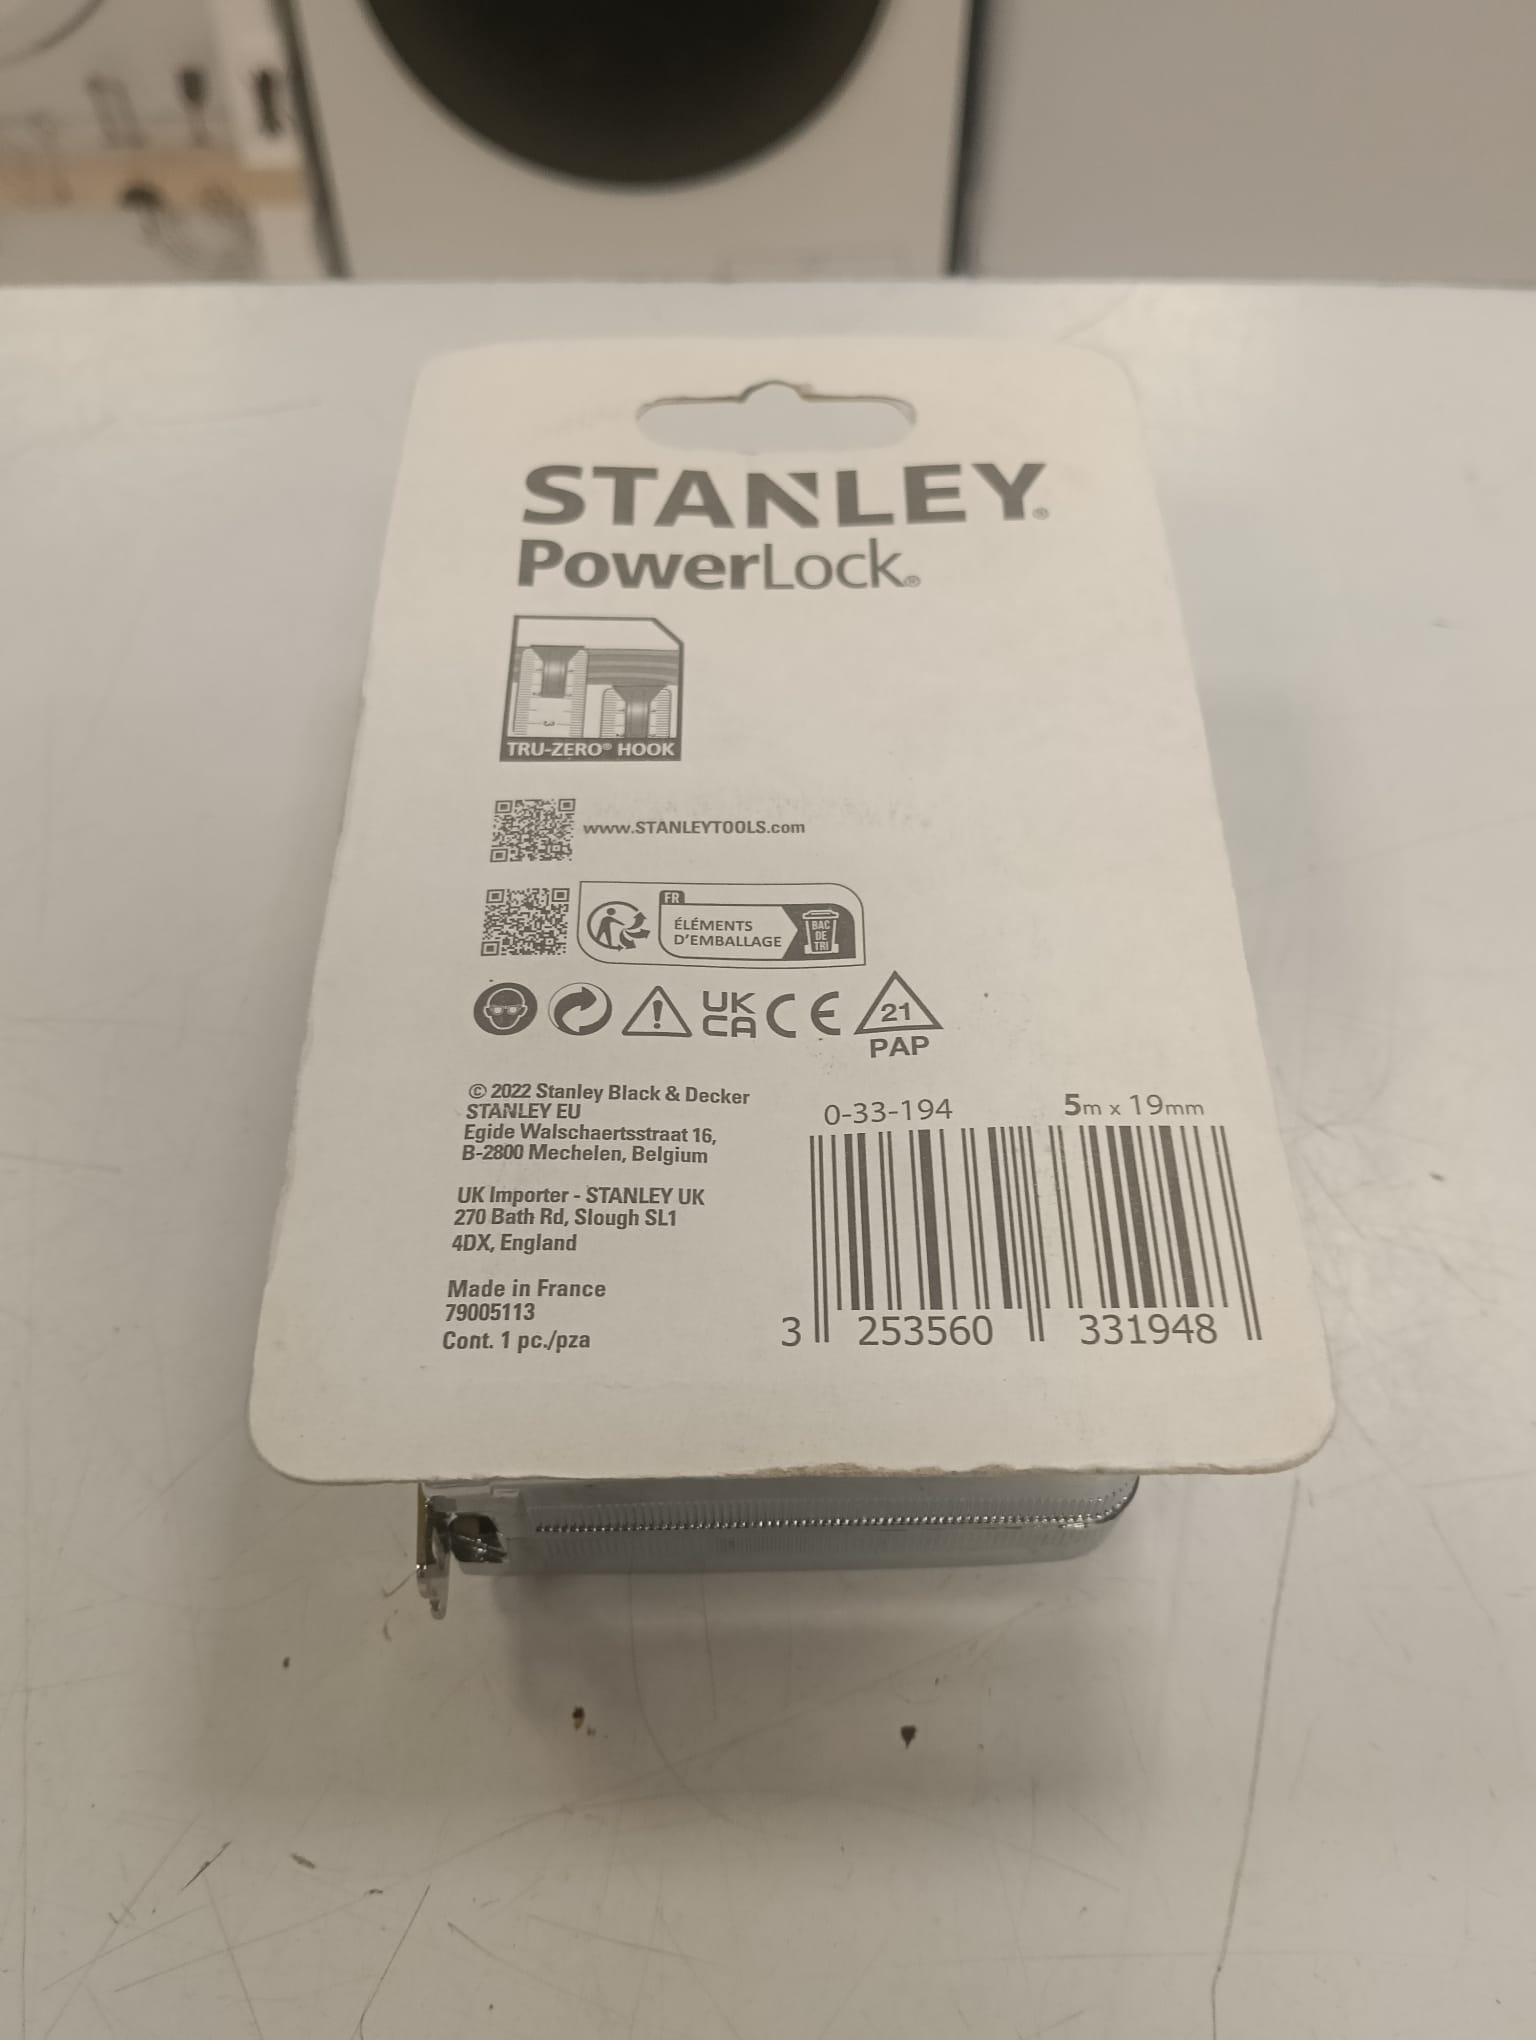 STANLEY®
PowerLock®
3
TRU-ZERO® HOOK
www.STANLEYTOOLS.com
FR
ÉLÉMENTS
D'EMBALLAGE
BAC
DE
TRI
UK
CA CE
21
PAP
© 2022 Stanley Black & Decker
STANLEY EU
Egide Walschaertsstraat 16,
B-2800 Mechelen, Belgium
UK Importer - STANLEY UK
270 Bath Rd, Slough SL1
4DX, England
Made in France
79005113
Cont. 1 pc./pza
0-33-194 5m x 19mm
3 253560 331948